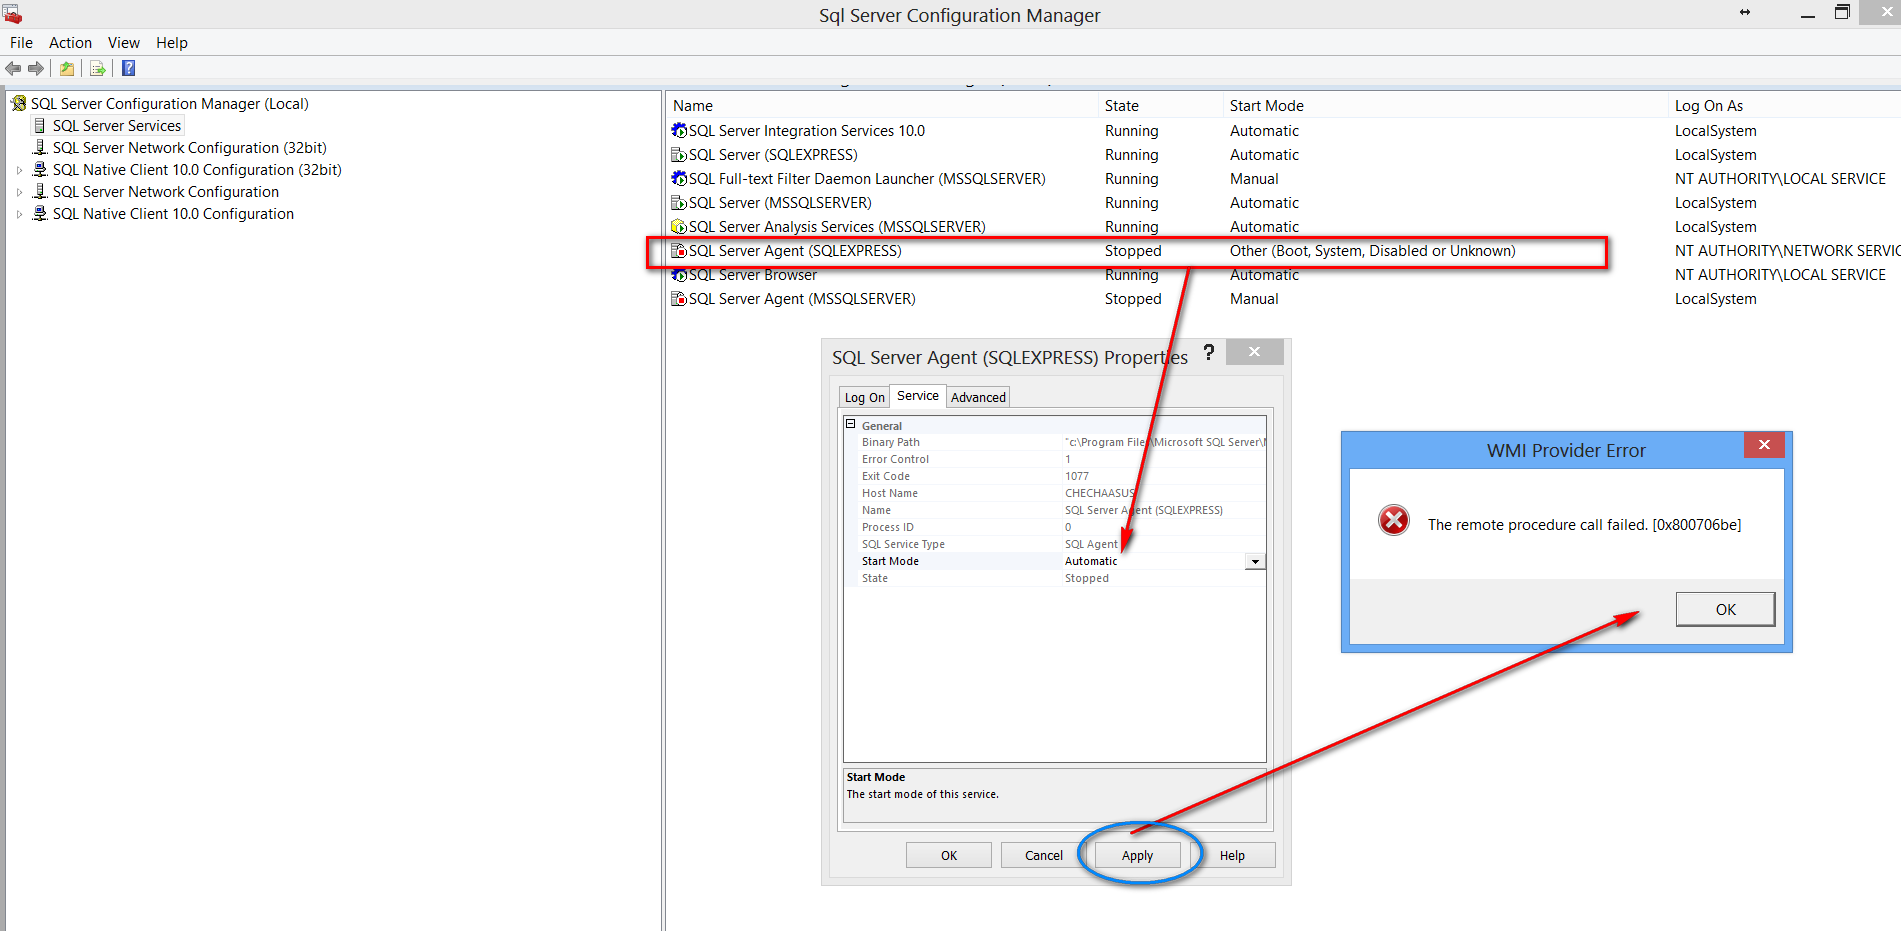 Sql Server Configuration Manager
File Action View Help
SQL Server Configuration Manager (Local)
SQL Server Services
SQL Server Network Configuration (32bit)
SQL Native Client 10.0 Configuration (32bit)
SQL Server Network Configuration
SQL Native Client 10.0 Configuration
Name State Start Mode Log On As
SQL Server Integration Services 10.0 Running Automatic LocalSystem
SQL Server (SQLEXPRESS) Running Automatic LocalSystem
SQL Full-text Filter Daemon Launcher (MSSQLSERVER) Running Manual NT AUTHORITY\LOCAL SERVICE
SQL Server (MSSQLSERVER) Running Automatic LocalSystem
SQL Server Analysis Services (MSSQLSERVER) Running Automatic LocalSystem
SQL Server Agent (SQLEXPRESS) Stopped Other (Boot, System, Disabled or Unknown) NT AUTHORITY\NETWORK SERVIC
SQL Server Browser Running Automatic NT AUTHORITY\LOCAL SERVICE
SQL Server Agent (MSSQLSERVER) Stopped Manual LocalSystem
SQL Server Agent (SQLEXPRESS) Properties ?
Log On Service Advanced
General
Binary Path "c:\Program Files\Microsoft SQL Server\
Error Control 1
Exit Code 1077
Host Name CHECHAASUS
Name SQL Server Agent (SQLEXPRESS)
Process ID 0
SQL Service Type SQL Agent
Start Mode Automatic
State Stopped
Start Mode
The start mode of this service.
OK Cancel Apply Help
WMI Provider Error
The remote procedure call failed. [0x800706be]
OK